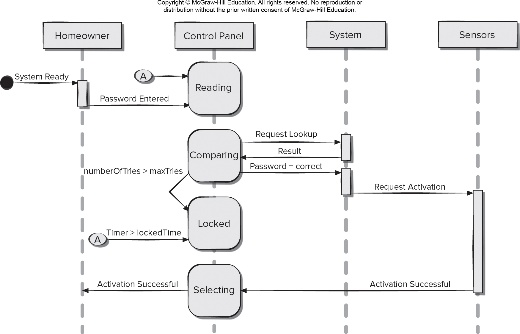 Copyright © McGraw-Hill Education. All rights reserved. No reproduction or
distribution without the prior written consent of McGraw-Hill Education.
Homeowner
Control Panel
System
Sensors
System Ready
A
Reading
Password Entered
Request Lookup
Comparing
Result
numberOfTries > maxTries
Password = correct
Request Activation
Locked
A
Timer > lockedTime
Activation Successful
Selecting
Activation Successful